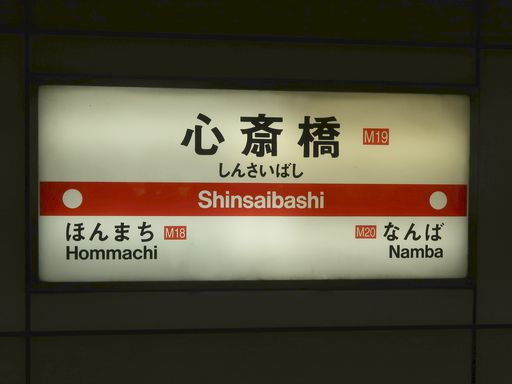 心斎橋 M19
しんさいばし
Shinsaibashi
ほんまち M18 M20 なんば
Hommachi Namba